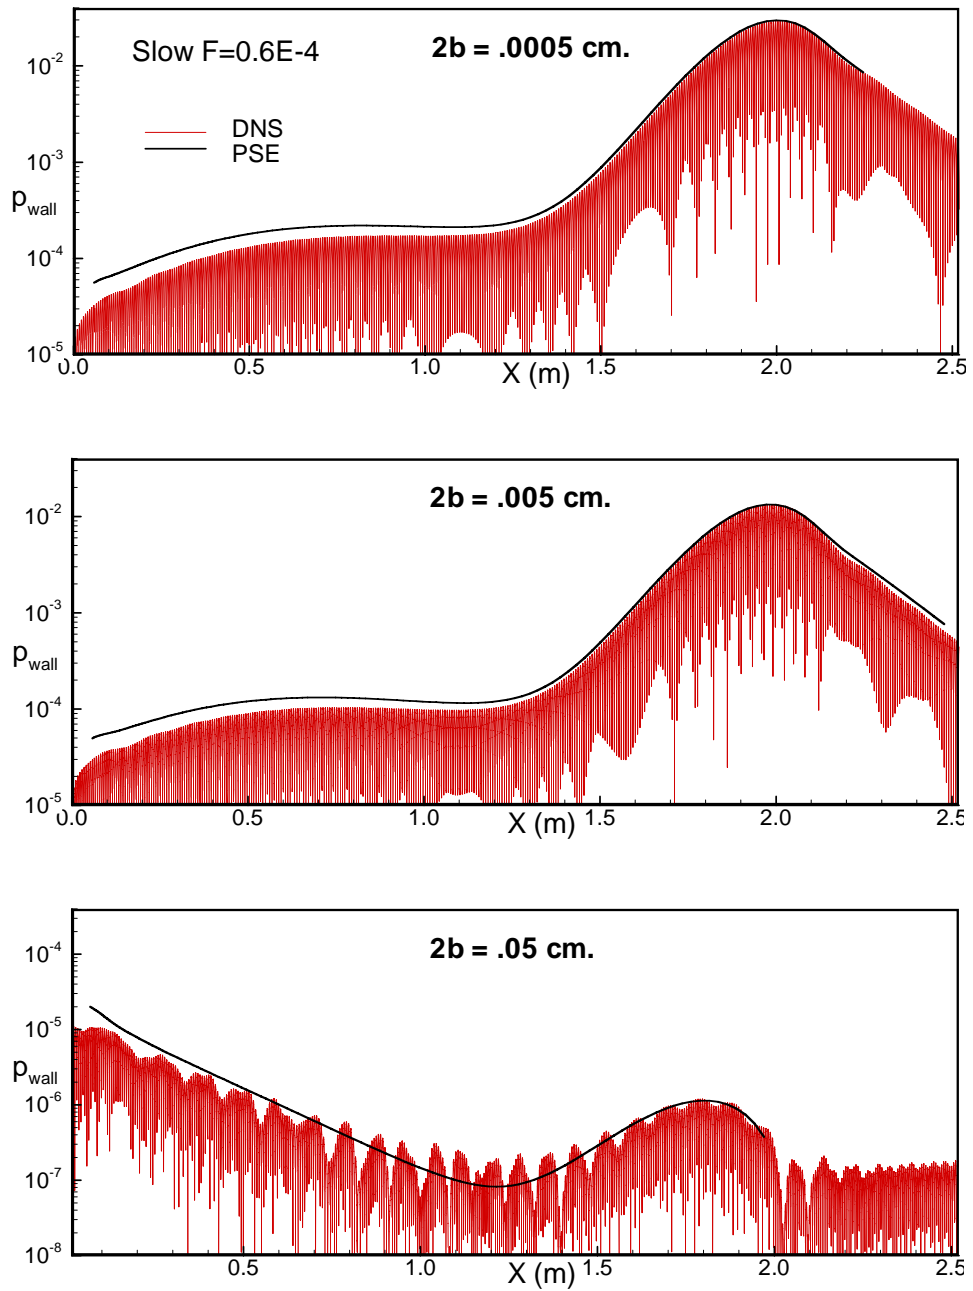 Slow F=0.6E-4
2b = .0005 cm.
DNS
PSE
10-2
10-3
10-4
10-5
pwall
0.0 0.5 1.0 1.5 2.0 2.5
X (m)
2b = .005 cm.
10-2
10-3
10-4
10-5
pwall
0.0 0.5 1.0 1.5 2.0 2.5
X (m)
2b = .05 cm.
10-4
10-5
pwall
10-6
10-7
10-8
0.5 1.0 1.5 2.0 2.5
X (m)